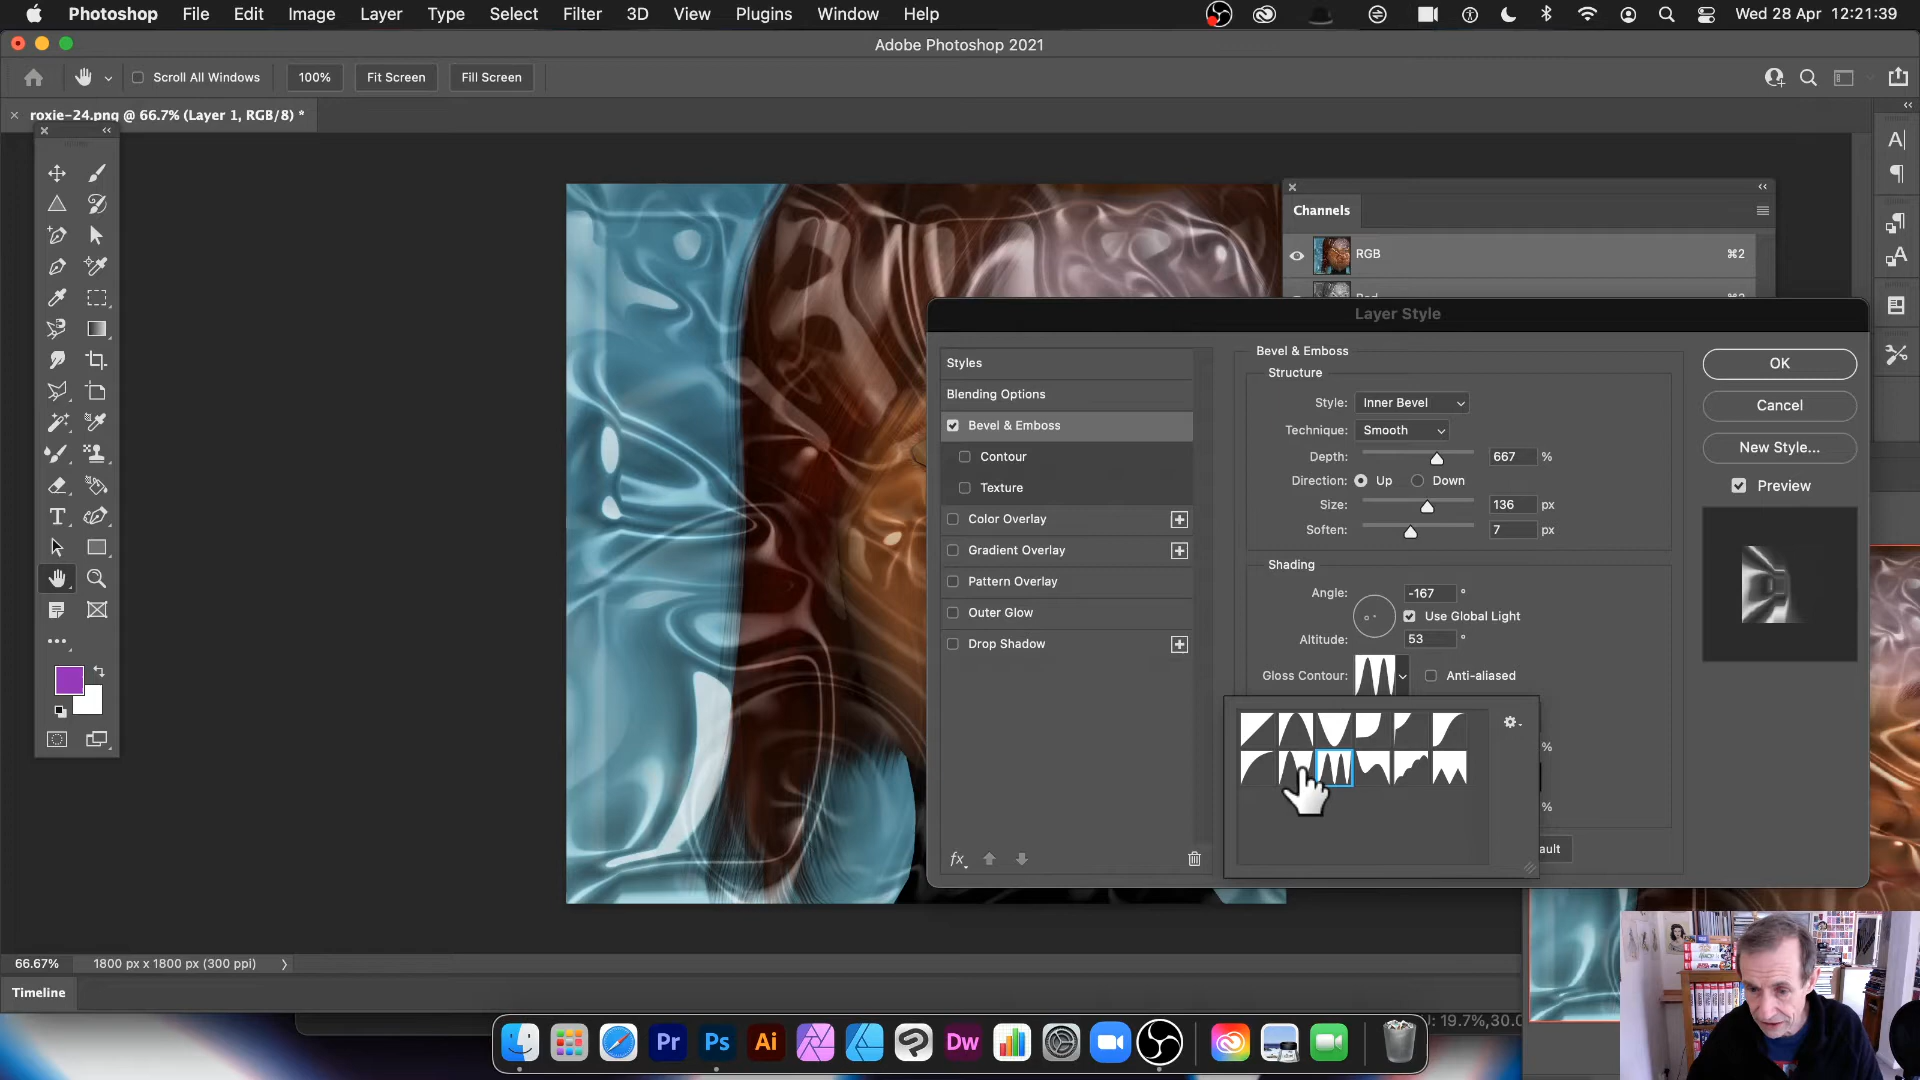 Photoshop File Edit Image Layer Type Select Filter 3D View Plugins Window Help Wed 28 Apr 12:21:39
Adobe Photoshop 2021
Scroll All Windows 100% Fit Screen Fill Screen
roxie-24.png @ 66.7% (Layer 1, RGB/8) *
Channels
RGB ⌘2
Layer Style
Styles
Blending Options
Bevel & Emboss
Contour
Texture
Color Overlay
Gradient Overlay
Pattern Overlay
Outer Glow
Drop Shadow
fx
Bevel & Emboss
Structure
Style: Inner Bevel
Technique: Smooth
Depth: 667 %
Direction: Up Down
Size: 136 px
Soften: 7 px
Shading
Angle: -167 °
Use Global Light
Altitude: 53 °
Gloss Contour: Anti-aliased
%
%
ault
OK
Cancel
New Style...
Preview
66.67% 1800 px x 1800 px (300 ppi)
Timeline
Pr Ps Ai Dw